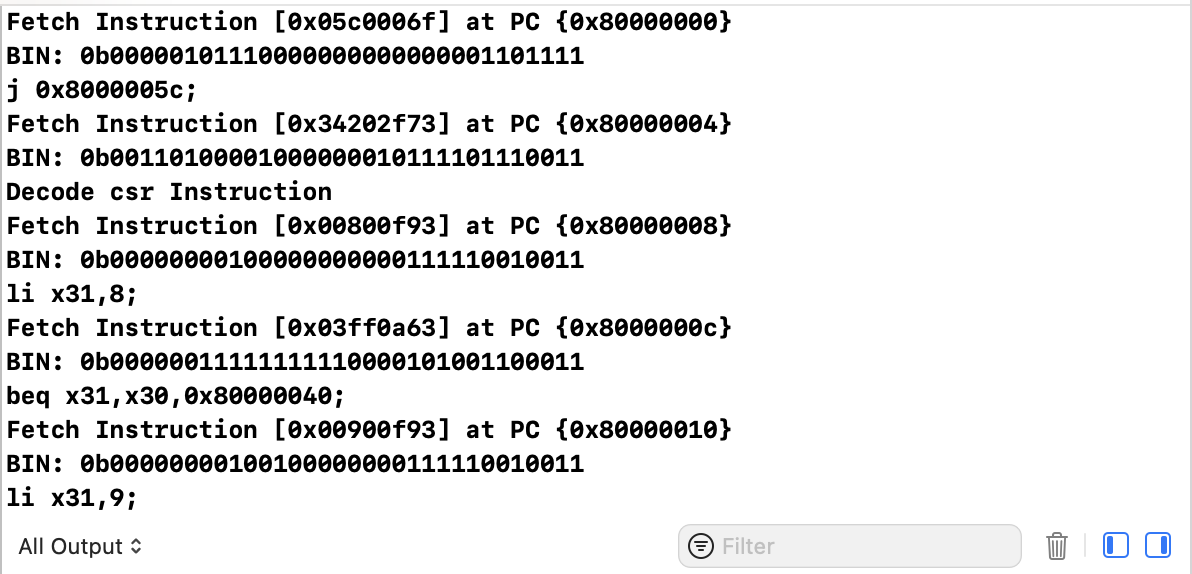 Fetch Instruction [0x05c0006f] at PC {0x80000000}
BIN: 0b00000101110000000000000001101111
j 0x8000005c;
Fetch Instruction [0x34202f73] at PC {0x80000004}
BIN: 0b00110100001000000010111101110011
Decode csr Instruction
Fetch Instruction [0x00800f93] at PC {0x80000008}
BIN: 0b00000000100000000000111110010011
li x31,8;
Fetch Instruction [0x03ff0a63] at PC {0x8000000c}
BIN: 0b00000011111111110000101001100011
beq x31,x30,0x80000040;
Fetch Instruction [0x00900f93] at PC {0x80000010}
BIN: 0b00000000100100000000111110010011
li x31,9;
All Output
Filter